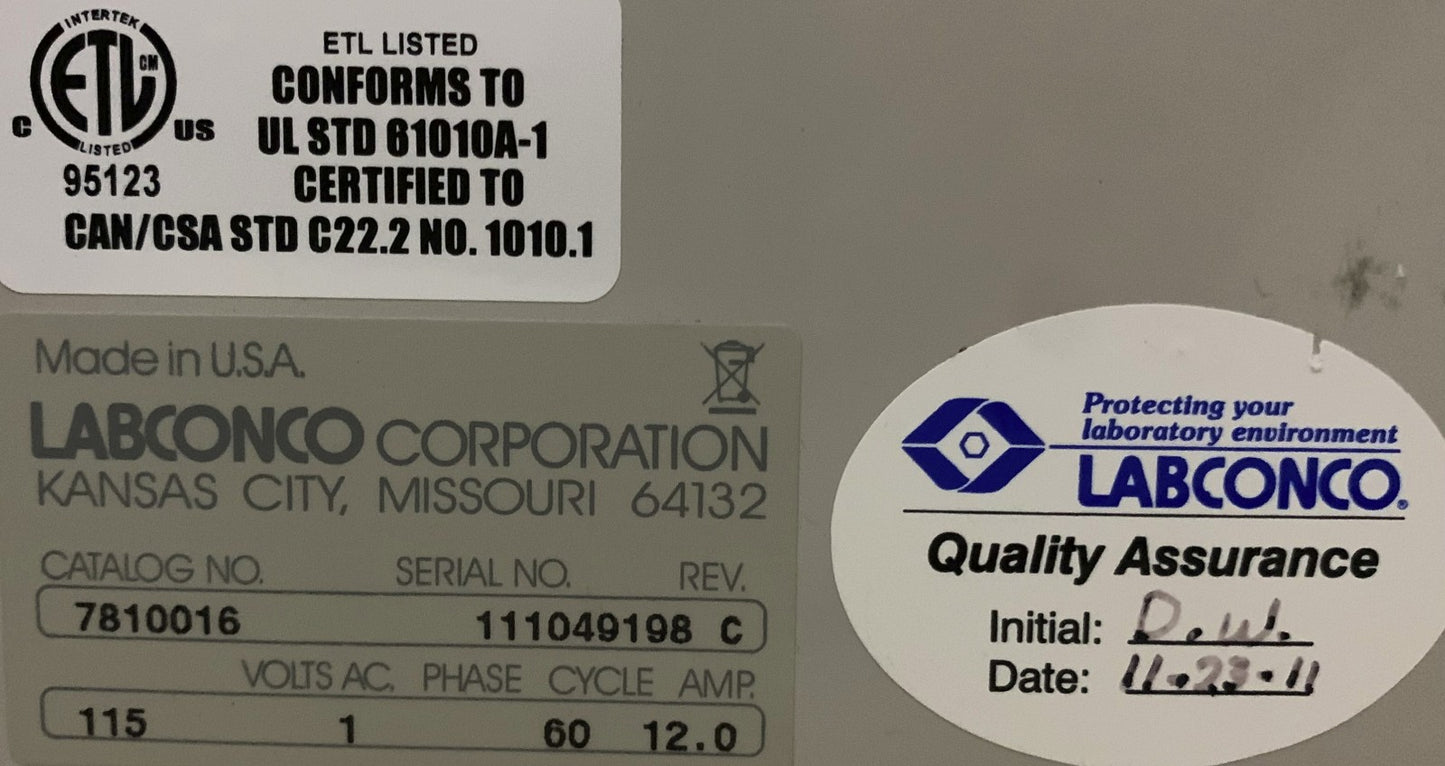 INTERTEK
ETL CM
LISTED
C US
95123
ETL LISTED
CONFORMS TO
UL STD 61010A-1
CERTIFIED TO
CAN/CSA STD C22.2 NO. 1010.1
Made in U.S.A.
LABCONCO CORPORATION
KANSAS CITY, MISSOURI 64132
CATALOG NO. SERIAL NO. REV.
7810016 111049198 C
VOLTS AC. PHASE CYCLE AMP.
115 1 60 12.0
Protecting your
laboratory environment
LABCONCO®
Quality Assurance
Initial: D.W.
Date: 11.23.11